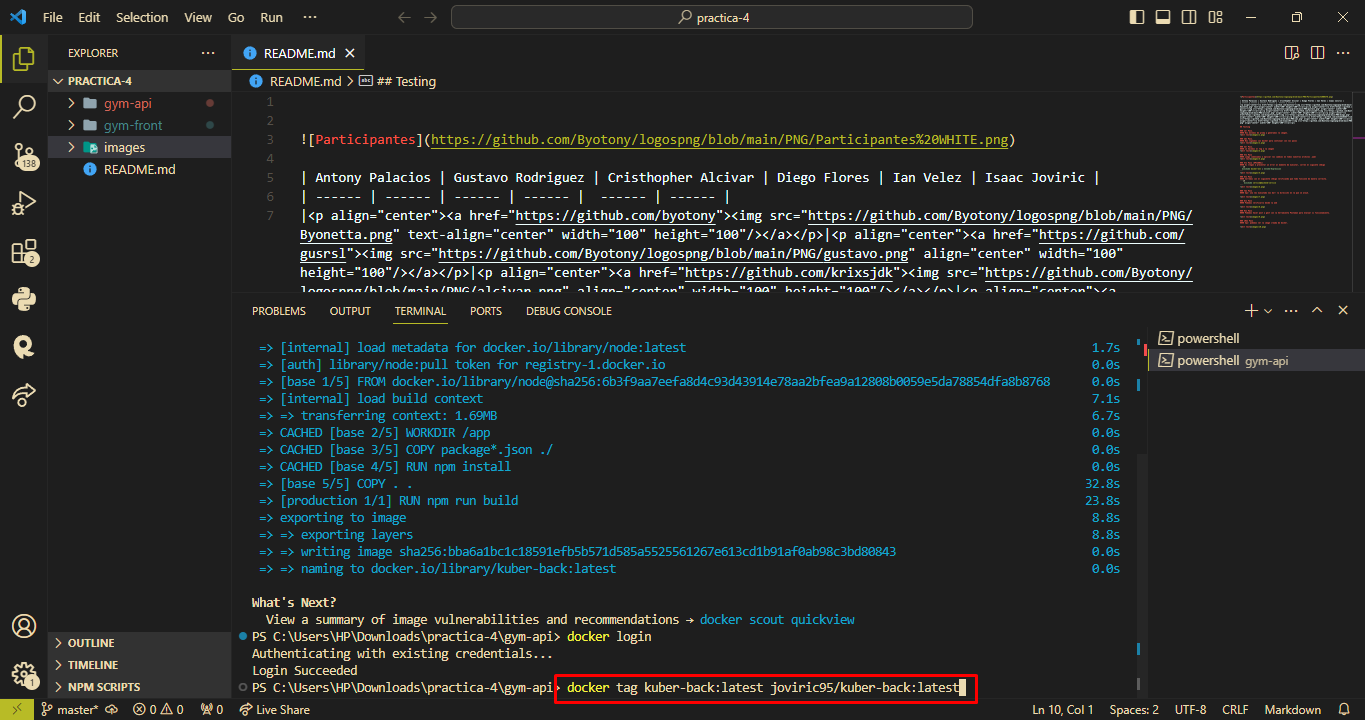 File Edit Selection View Go Run ···
practica-4
EXPLORER ···
PRACTICA-4
gym-api
gym-front
images
README.md
138
2
1
OUTLINE
TIMELINE
NPM SCRIPTS
README.md
README.md > ## Testing
1
2
3 ![Participantes](https://github.com/Byotony/logospng/blob/main/PNG/Participantes%20WHITE.png)
4
5 | Antony Palacios | Gustavo Rodriguez | Cristhopher Alcivar | Diego Flores | Ian Velez | Isaac Joviric |
6 | ------ | ------ | ------ | ------ | ------ | ------ |
7 |<p align="center"><a href="https://github.com/byotony"><img src="https://github.com/Byotony/logospng/blob/main/PNG/
Byonetta.png" text-align="center" width="100" height="100"/></a></p>|<p align="center"><a href="https://github.com/
gusrsl"><img src="https://github.com/Byotony/logospng/blob/main/PNG/gustavo.png" align="center" width="100"
height="100"/></a></p>|<p align="center"><a href="https://github.com/krixsjdk"><img src="https://github.com/Byotony/
logospng/blob/main/PNG/alcivar.png" align="center" width="100" height="100"/></a></p>|<p align="center"><a
PROBLEMS OUTPUT TERMINAL PORTS DEBUG CONSOLE
=> [internal] load metadata for docker.io/library/node:latest 1.7s
=> [auth] library/node:pull token for registry-1.docker.io 0.0s
=> [base 1/5] FROM docker.io/library/node@sha256:6b3f9aa7eefa8d4c93d43914e78aa2bfea9a12808b0059e5da78854dfa8b8768 0.0s
=> [internal] load build context 7.1s
=> => transferring context: 1.69MB 6.7s
=> CACHED [base 2/5] WORKDIR /app 0.0s
=> CACHED [base 3/5] COPY package*.json ./ 0.0s
=> CACHED [base 4/5] RUN npm install 0.0s
=> [base 5/5] COPY . . 32.8s
=> [production 1/1] RUN npm run build 23.8s
=> exporting to image 8.8s
=> => exporting layers 8.8s
=> => writing image sha256:bba6a1bc1c18591efb5b571d585a5525561267e613cd1b91af0ab98c3bd80843 0.0s
=> => naming to docker.io/library/kuber-back:latest 0.0s
What's Next?
View a summary of image vulnerabilities and recommendations → docker scout quickview
PS C:\Users\HP\Downloads\practica-4\gym-api> docker login
Authenticating with existing credentials...
Login Succeeded
PS C:\Users\HP\Downloads\practica-4\gym-api> docker tag kuber-back:latest joviric95/kuber-back:latest
powershell
powershell gym-api
master* 0 0 0 Live Share Ln 10, Col 1 Spaces: 2 UTF-8 CRLF Markdown